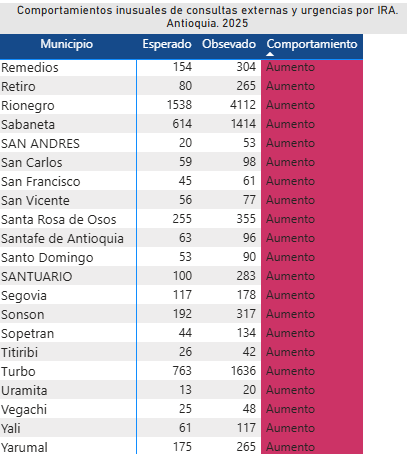 Comportamientos inusuales de consultas externas y urgencias por IRA.
Antioquia. 2025
Municipio Esperado Obsevado Comportamiento
Remedios 154 304 Aumento
Retiro 80 265 Aumento
Rionegro 1538 4112 Aumento
Sabaneta 614 1414 Aumento
SAN ANDRES 20 53 Aumento
San Carlos 59 98 Aumento
San Francisco 45 61 Aumento
San Vicente 56 77 Aumento
Santa Rosa de Osos 255 355 Aumento
Santafe de Antioquia 63 96 Aumento
Santo Domingo 53 90 Aumento
SANTUARIO 100 283 Aumento
Segovia 117 178 Aumento
Sonson 192 317 Aumento
Sopetran 44 134 Aumento
Titiribi 26 42 Aumento
Turbo 763 1636 Aumento
Uramita 13 20 Aumento
Vegachi 25 48 Aumento
Yali 61 117 Aumento
Yarumal 175 265 Aumento